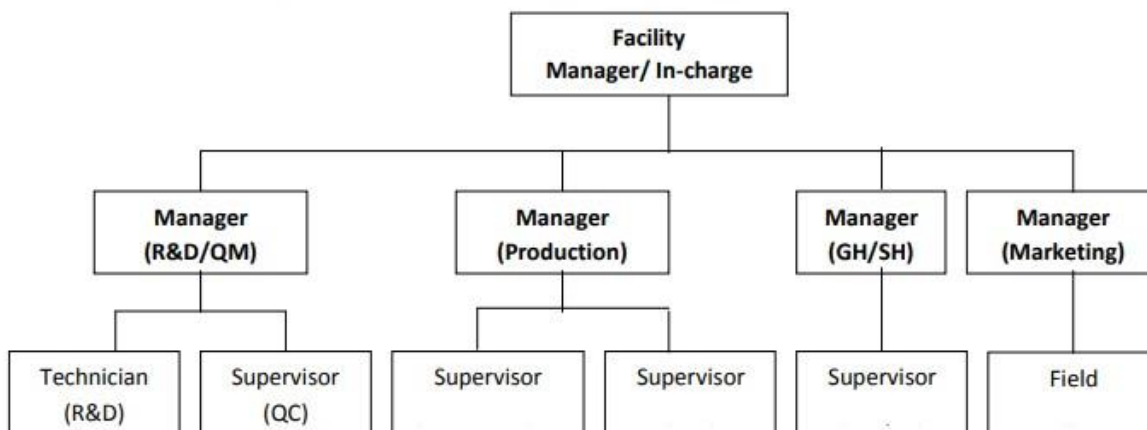 Facility
Manager/ In-charge
Manager
(R&D/QM)
Manager
(Production)
Manager
(GH/SH)
Manager
(Marketing)
Technician
(R&D)
Supervisor
(QC)
Supervisor
Supervisor
Supervisor
Field